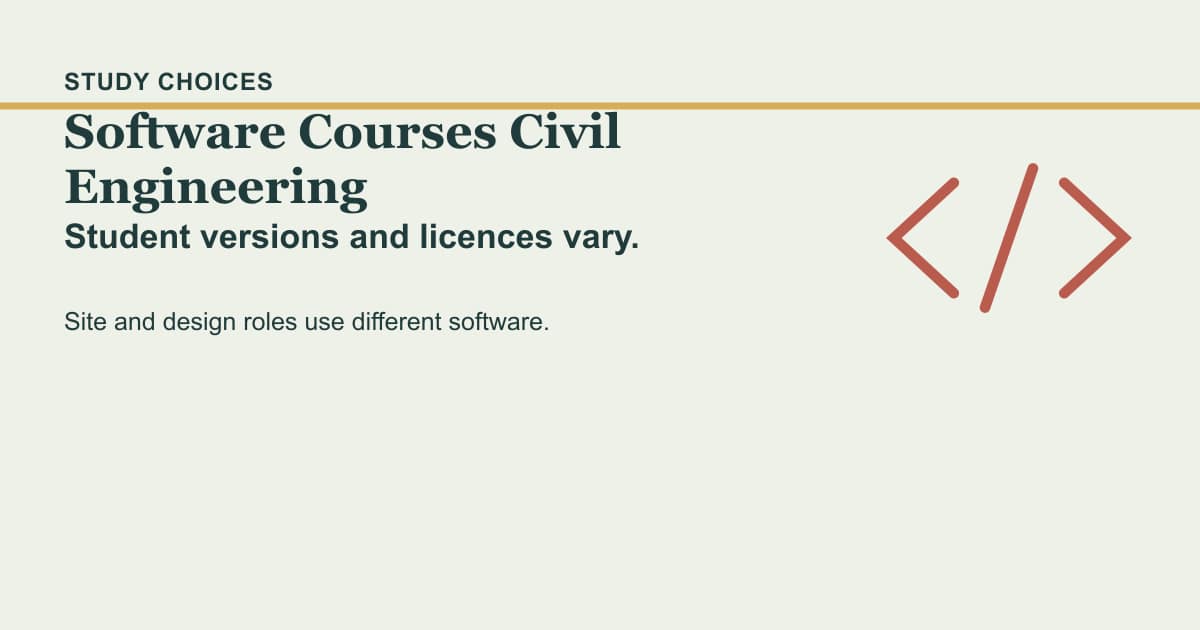 STUDY CHOICES
Software Courses Civil
Engineering
Student versions and licences vary.
Site and design roles use different software.